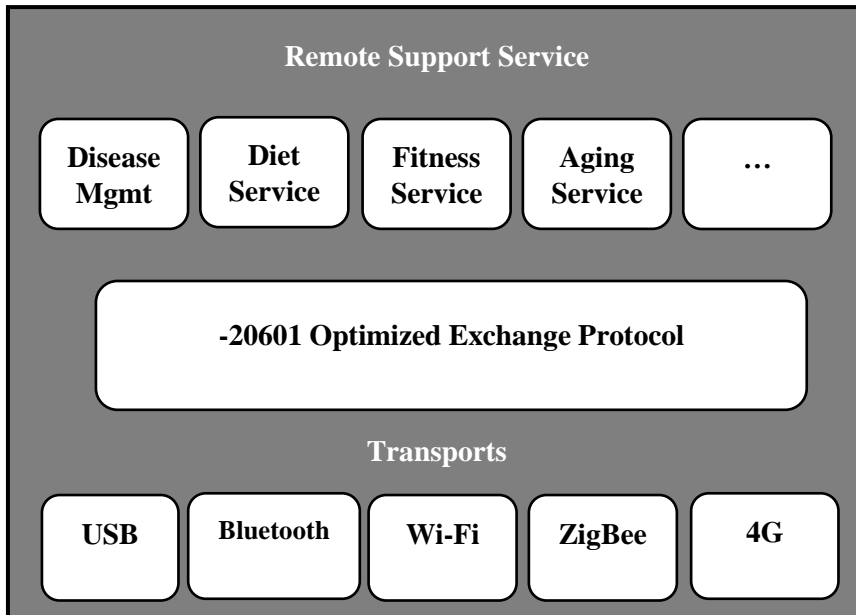 Remote Support Service
Disease
Mgmt
Diet
Service
Fitness
Service
Aging
Service
…
-20601 Optimized Exchange Protocol
Transports
USB
Bluetooth
Wi-Fi
ZigBee
4G